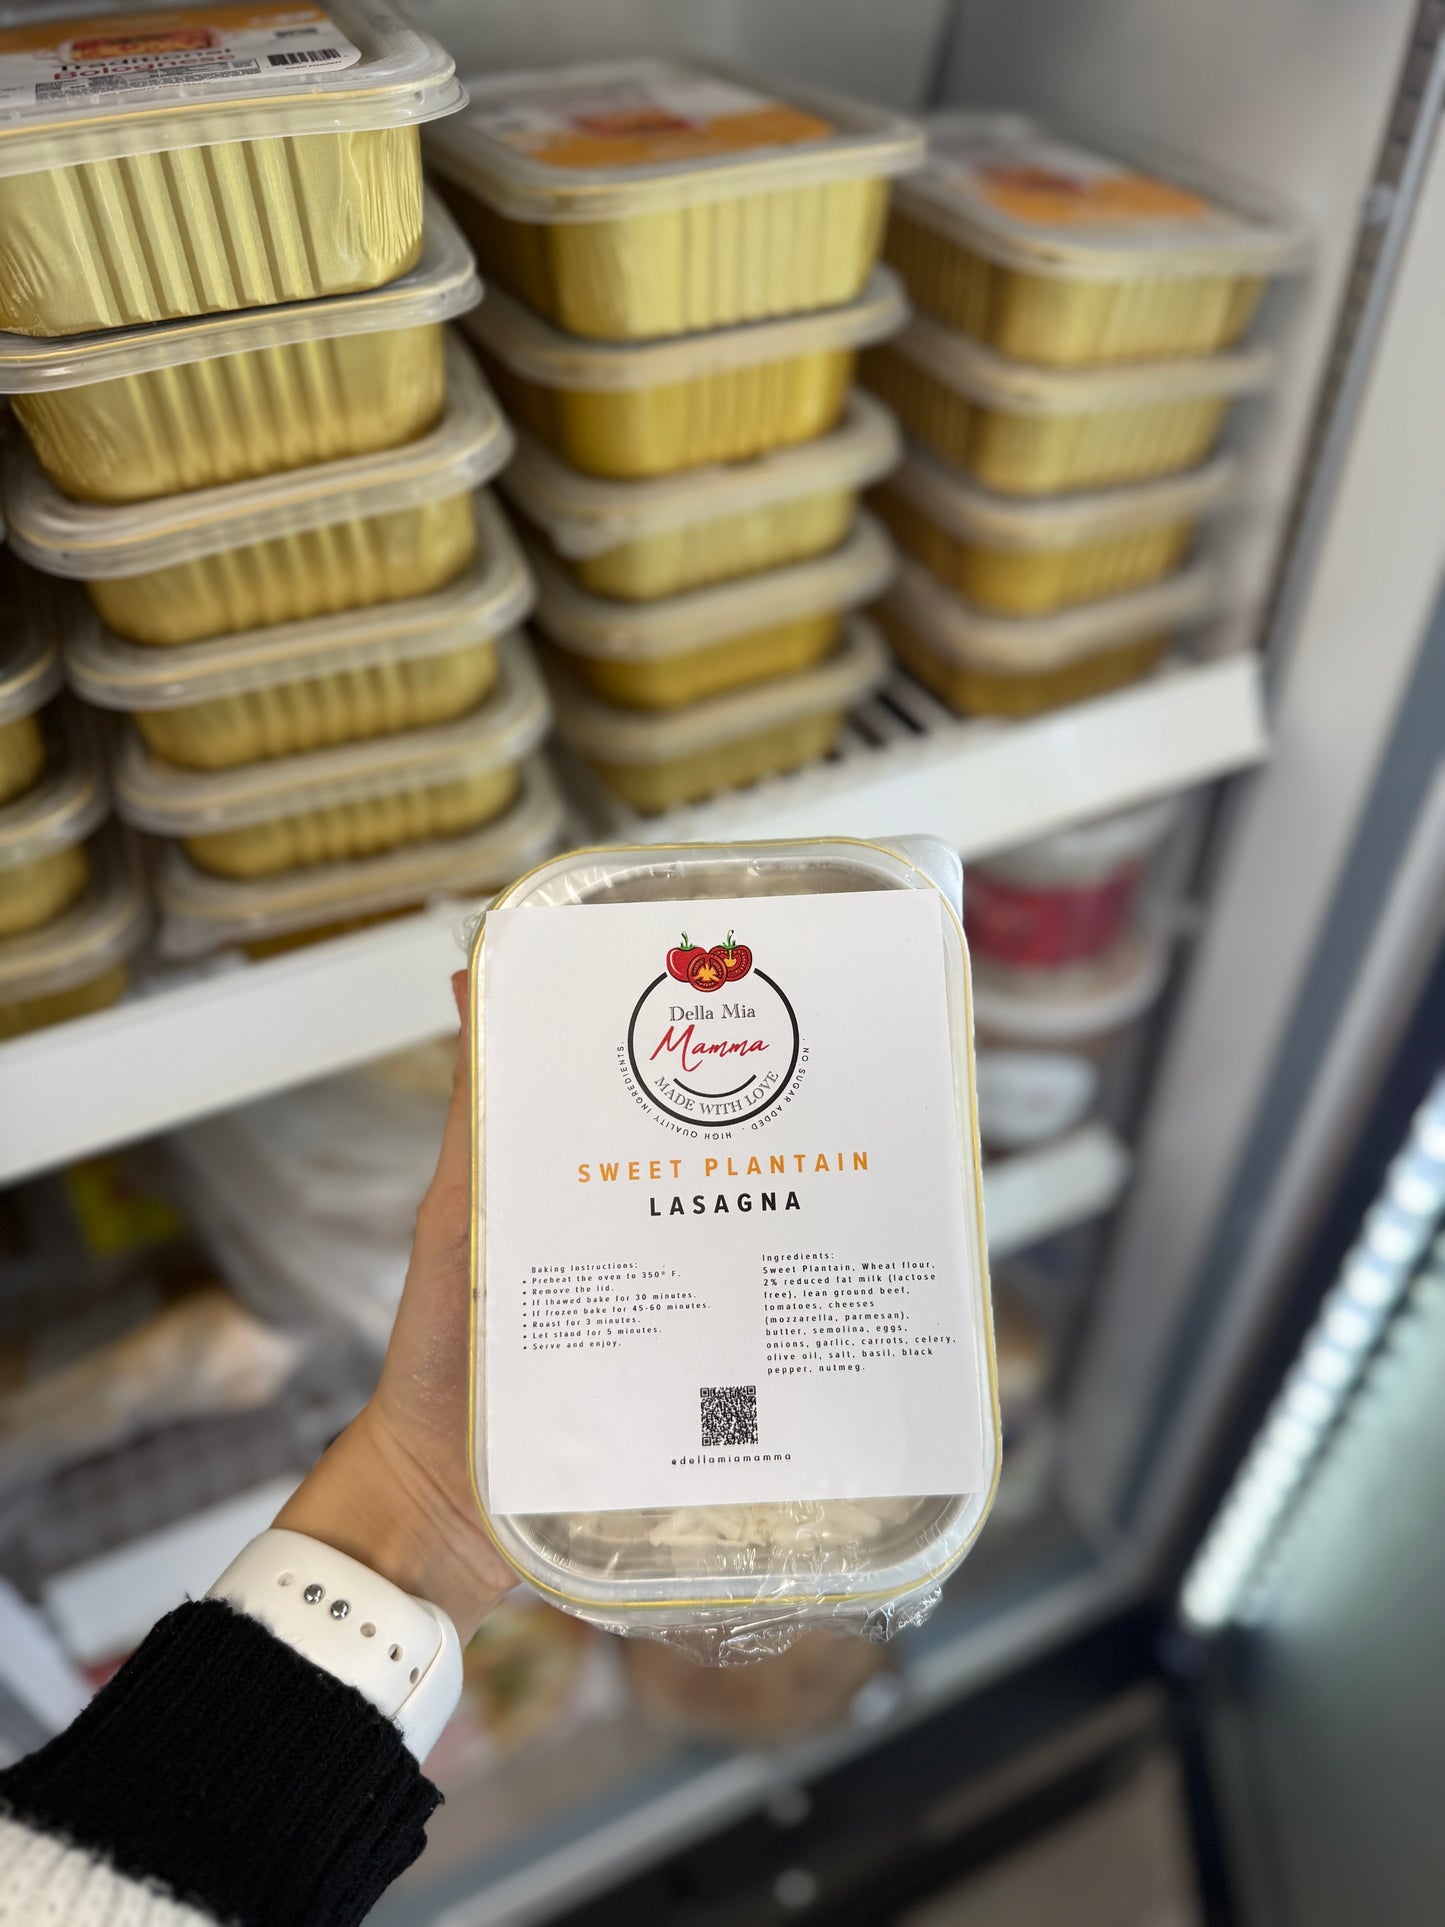 Traditional
Bolognese
Della Mia
Mamma
MADE WITH LOVE
HIGH QUALITY INGREDIENTS. NO SUGAR ADDED.
SWEET PLANTAIN
LASAGNA
Baking Instructions:
• Preheat the oven to 350° F.
• Remove the lid.
• If thawed bake for 30 minutes.
• If frozen bake for 45-60 minutes.
• Roast for 3 minutes.
• Let stand for 5 minutes.
• Serve and enjoy.
Ingredients:
Sweet Plantain, Wheat flour,
2% reduced fat milk (lactose
free), lean ground beef,
tomatoes, cheeses
(mozzarella, parmesan),
butter, semolina, eggs,
onions, garlic, carrots, celery,
olive oil, salt, basil, black
pepper, nutmeg.
@dellamiamamma